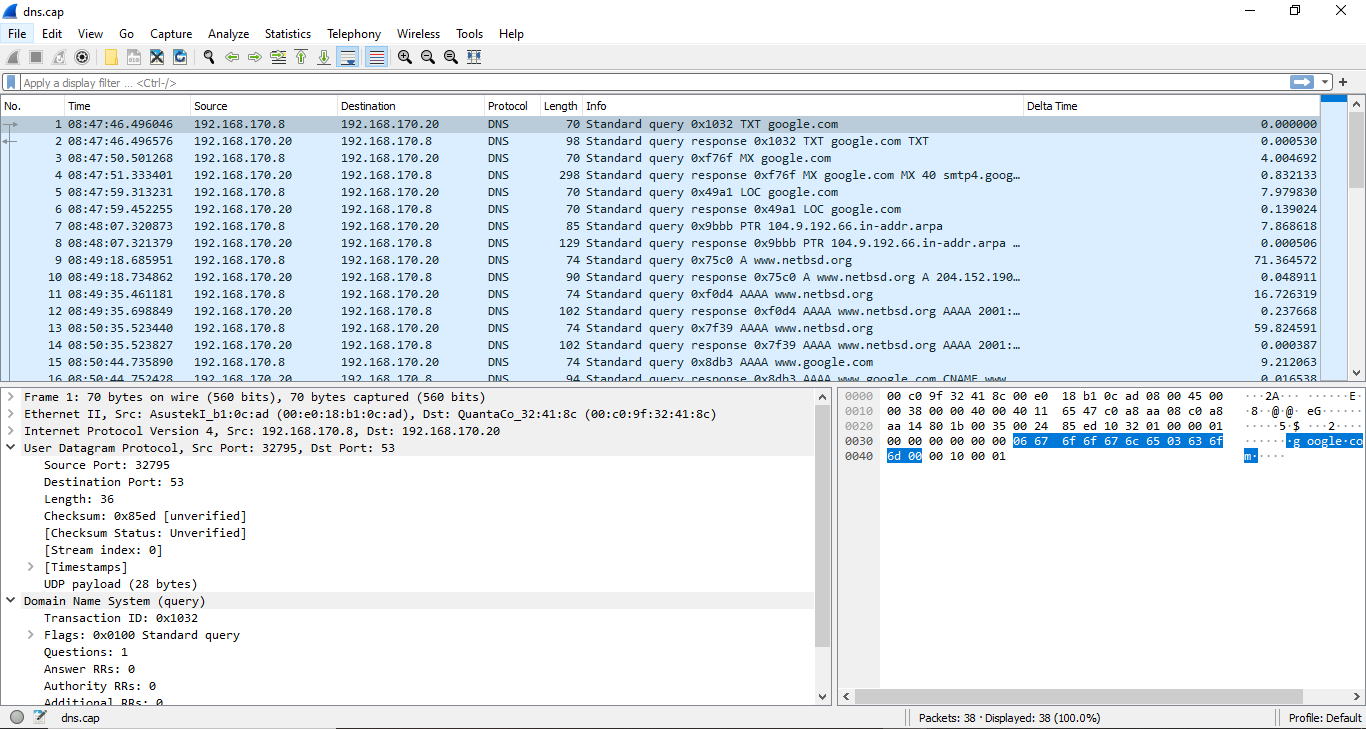 dns.cap
File Edit View Go Capture Analyze Statistics Telephony Wireless Tools Help
Apply a display filter ... <Ctrl-/>
No. Time Source Destination Protocol Length Info Delta Time
1 08:47:46.496046 192.168.170.8 192.168.170.20 DNS 70 Standard query 0x1032 TXT google.com 0.000000
2 08:47:46.496576 192.168.170.20 192.168.170.8 DNS 98 Standard query response 0x1032 TXT google.com TXT 0.000530
3 08:47:50.501268 192.168.170.8 192.168.170.20 DNS 70 Standard query 0xf76f MX google.com 4.004692
4 08:47:51.333401 192.168.170.20 192.168.170.8 DNS 298 Standard query response 0xf76f MX google.com MX 40 smtp4.goog… 0.832133
5 08:47:59.313231 192.168.170.8 192.168.170.20 DNS 70 Standard query 0x49a1 LOC google.com 7.979830
6 08:47:59.452255 192.168.170.20 192.168.170.8 DNS 70 Standard query response 0x49a1 LOC google.com 0.139024
7 08:48:07.320873 192.168.170.8 192.168.170.20 DNS 85 Standard query 0x9bbb PTR 104.9.192.66.in-addr.arpa 7.868618
8 08:48:07.321379 192.168.170.20 192.168.170.8 DNS 129 Standard query response 0x9bbb PTR 104.9.192.66.in-addr.arpa … 0.000506
9 08:49:18.685951 192.168.170.8 192.168.170.20 DNS 74 Standard query 0x75c0 A www.netbsd.org 71.364572
10 08:49:18.734862 192.168.170.20 192.168.170.8 DNS 90 Standard query response 0x75c0 A www.netbsd.org A 204.152.190… 0.048911
11 08:49:35.461181 192.168.170.8 192.168.170.20 DNS 74 Standard query 0xf0d4 AAAA www.netbsd.org 16.726319
12 08:49:35.698849 192.168.170.20 192.168.170.8 DNS 102 Standard query response 0xf0d4 AAAA www.netbsd.org AAAA 2001:… 0.237668
13 08:50:35.523440 192.168.170.8 192.168.170.20 DNS 74 Standard query 0x7f39 AAAA www.netbsd.org 59.824591
14 08:50:35.523827 192.168.170.20 192.168.170.8 DNS 102 Standard query response 0x7f39 AAAA www.netbsd.org AAAA 2001:… 0.000387
15 08:50:44.735890 192.168.170.8 192.168.170.20 DNS 74 Standard query 0x8db3 AAAA www.google.com 9.212063
16 08:50:44.752428 192.168.170.20 192.168.170.8 DNS 94 Standard query response 0x8db3 AAAA www.google.com CNAME www… 0.016538
Frame 1: 70 bytes on wire (560 bits), 70 bytes captured (560 bits)
Ethernet II, Src: AsustekI_b1:0c:ad (00:e0:18:b1:0c:ad), Dst: QuantaCo_32:41:8c (00:c0:9f:32:41:8c)
Internet Protocol Version 4, Src: 192.168.170.8, Dst: 192.168.170.20
User Datagram Protocol, Src Port: 32795, Dst Port: 53
Source Port: 32795
Destination Port: 53
Length: 36
Checksum: 0x85ed [unverified]
[Checksum Status: Unverified]
[Stream index: 0]
[Timestamps]
UDP payload (28 bytes)
Domain Name System (query)
Transaction ID: 0x1032
Flags: 0x0100 Standard query
Questions: 1
Answer RRs: 0
Authority RRs: 0
Additional RRs: 0
0000 00 c0 9f 32 41 8c 00 e0 18 b1 0c ad 08 00 45 00 ···2A··· ······E·
0010 00 38 00 00 40 00 40 11 65 47 c0 a8 aa 08 c0 a8 ·8··@·@· eG······
0020 aa 14 80 1b 00 35 00 24 85 ed 10 32 01 00 00 01 ·····5·$ ···2····
0030 00 00 00 00 00 00 06 67 6f 6f 67 6c 65 03 63 6f ·······g oogle·co
0040 6d 00 00 10 00 01 m·····
dns.cap Packets: 38 · Displayed: 38 (100.0%) Profile: Default